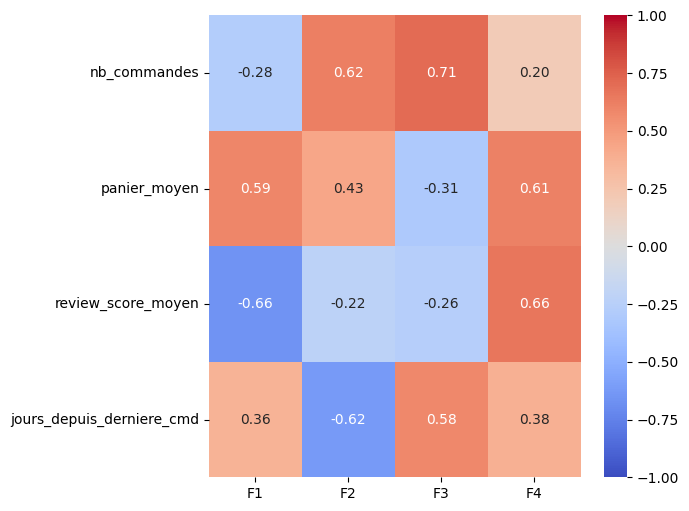 nb_commandes -0.28 0.62 0.71 0.20
panier_moyen 0.59 0.43 -0.31 0.61
review_score_moyen -0.66 -0.22 -0.26 0.66
jours_depuis_derniere_cmd 0.36 -0.62 0.58 0.38
F1 F2 F3 F4
1.00
0.75
0.50
0.25
0.00
−0.25
−0.50
−0.75
−1.00